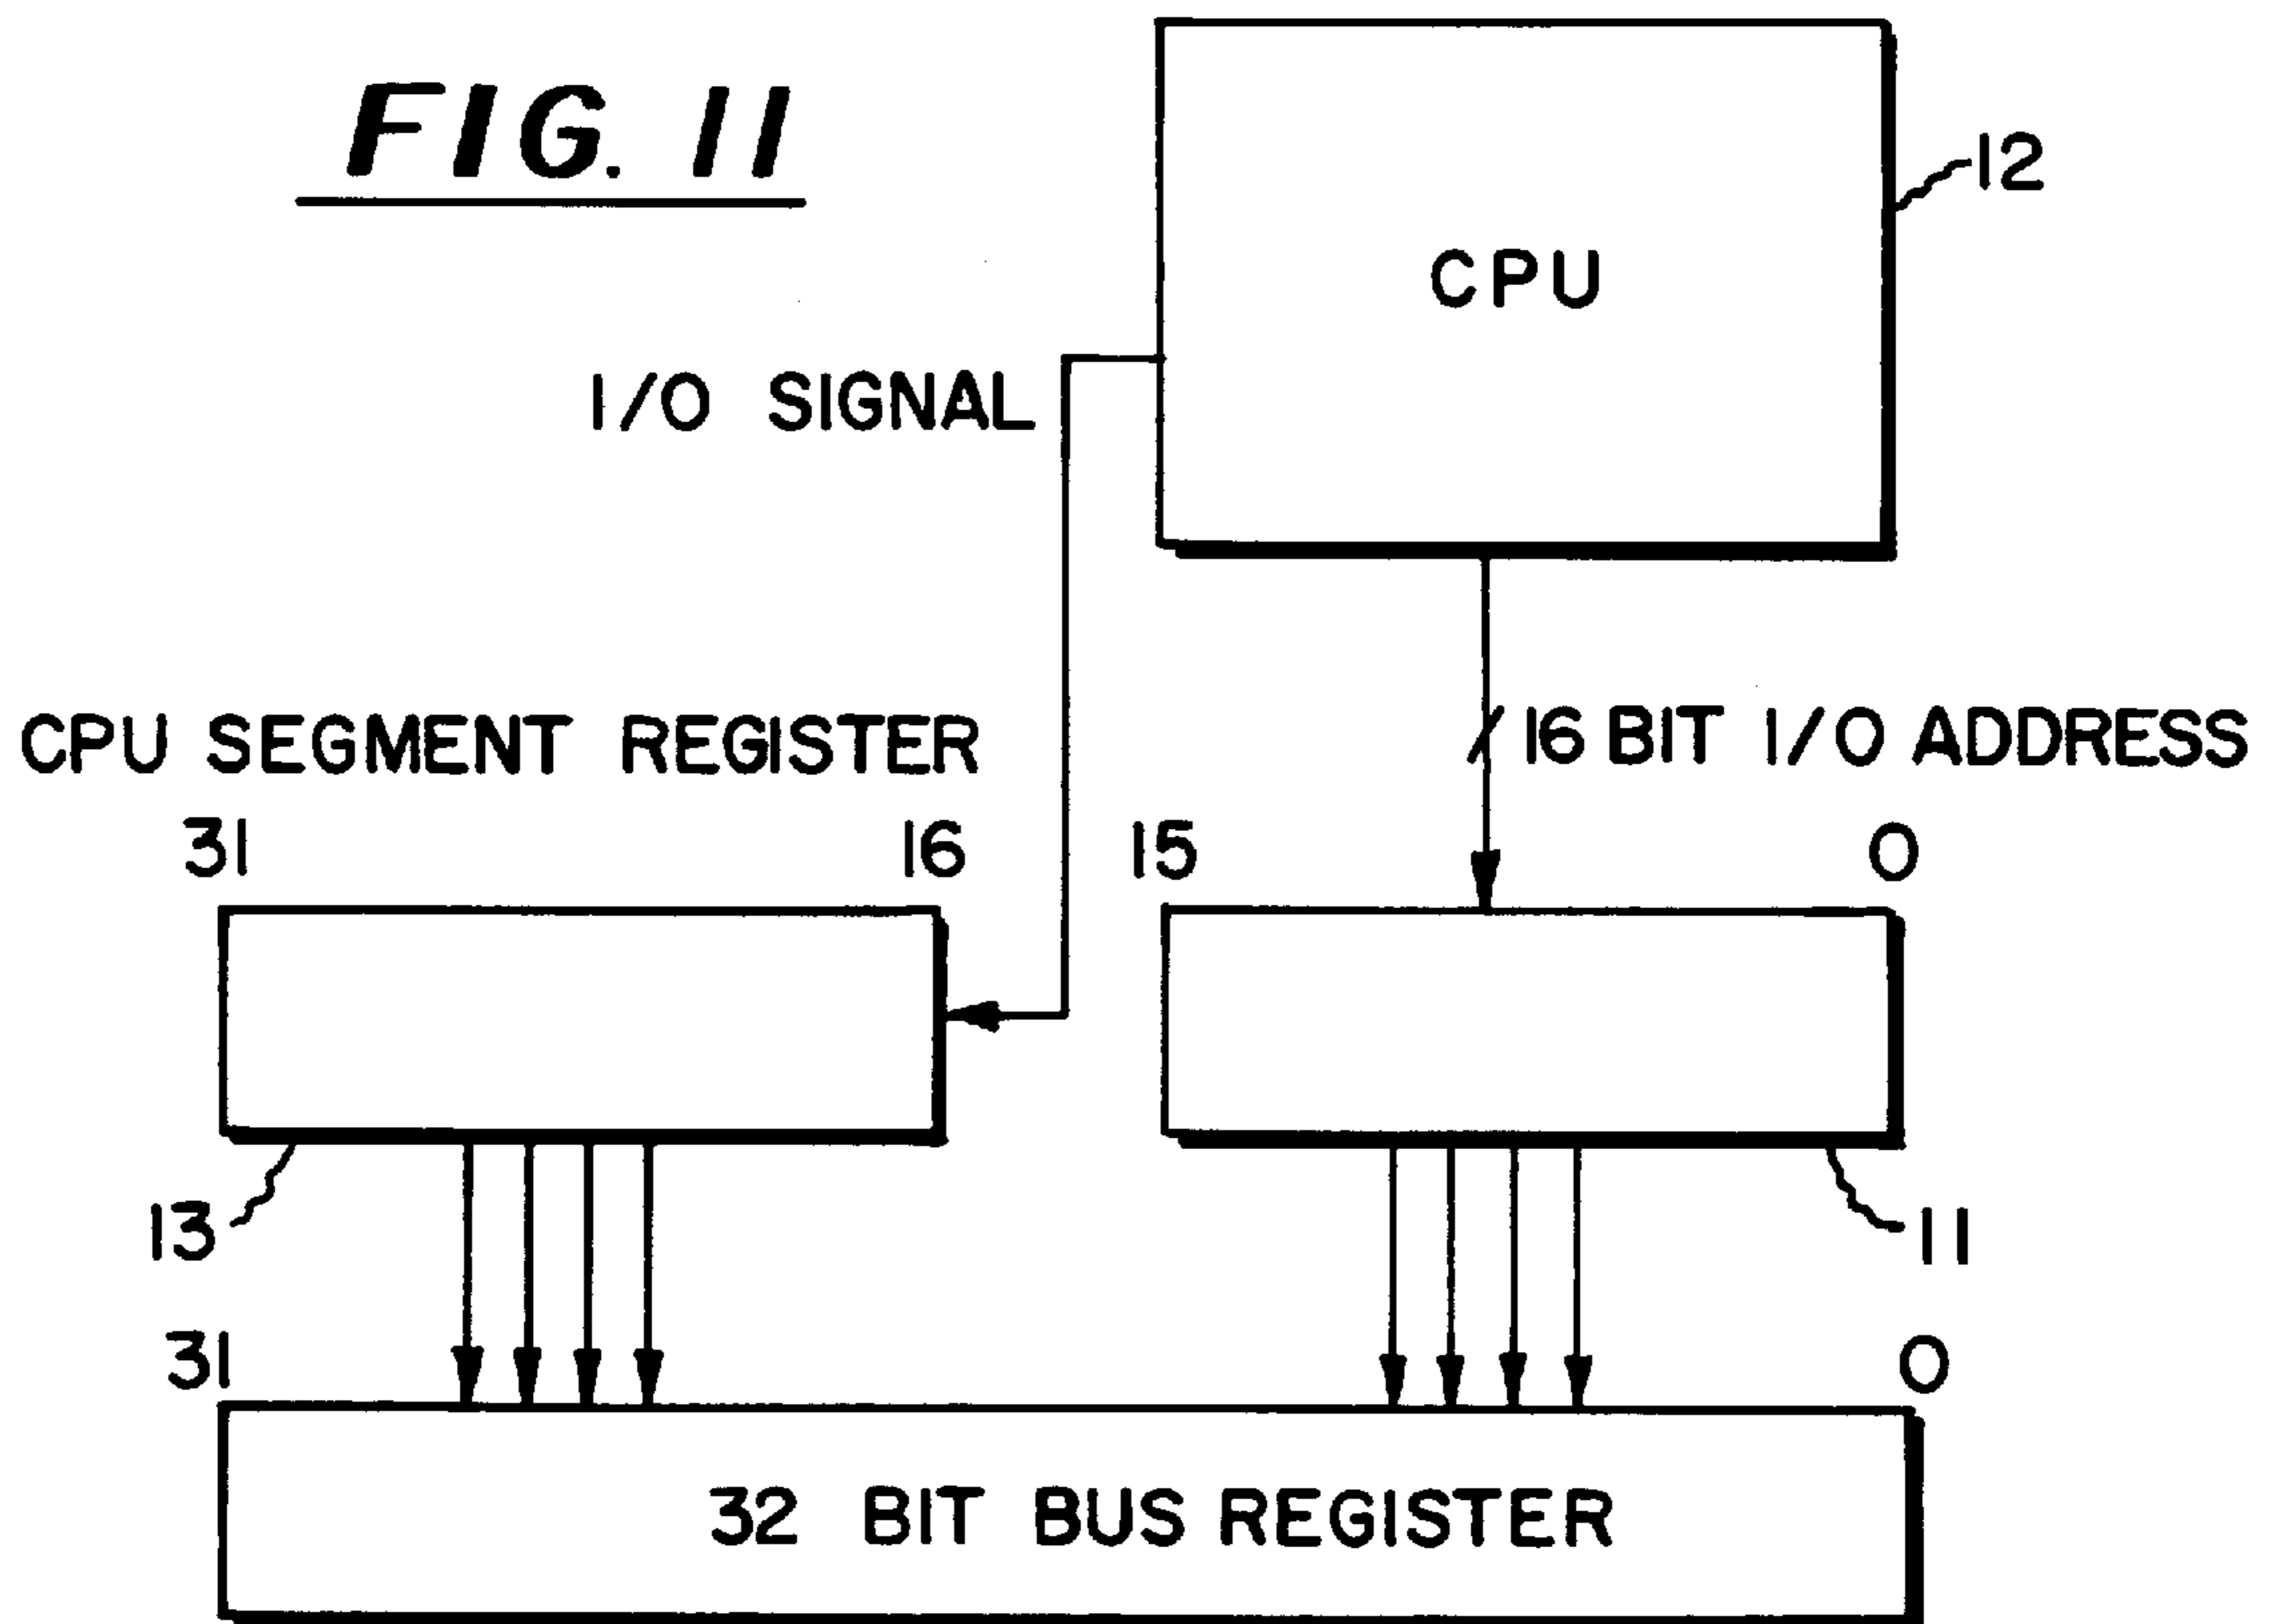 FIG. 11
12
CPU
I/O SIGNAL
CPU SEGMENT REGISTER
16 BIT I/O ADDRESS
31 16 15 0
13
11
31 0
32 BIT BUS REGISTER